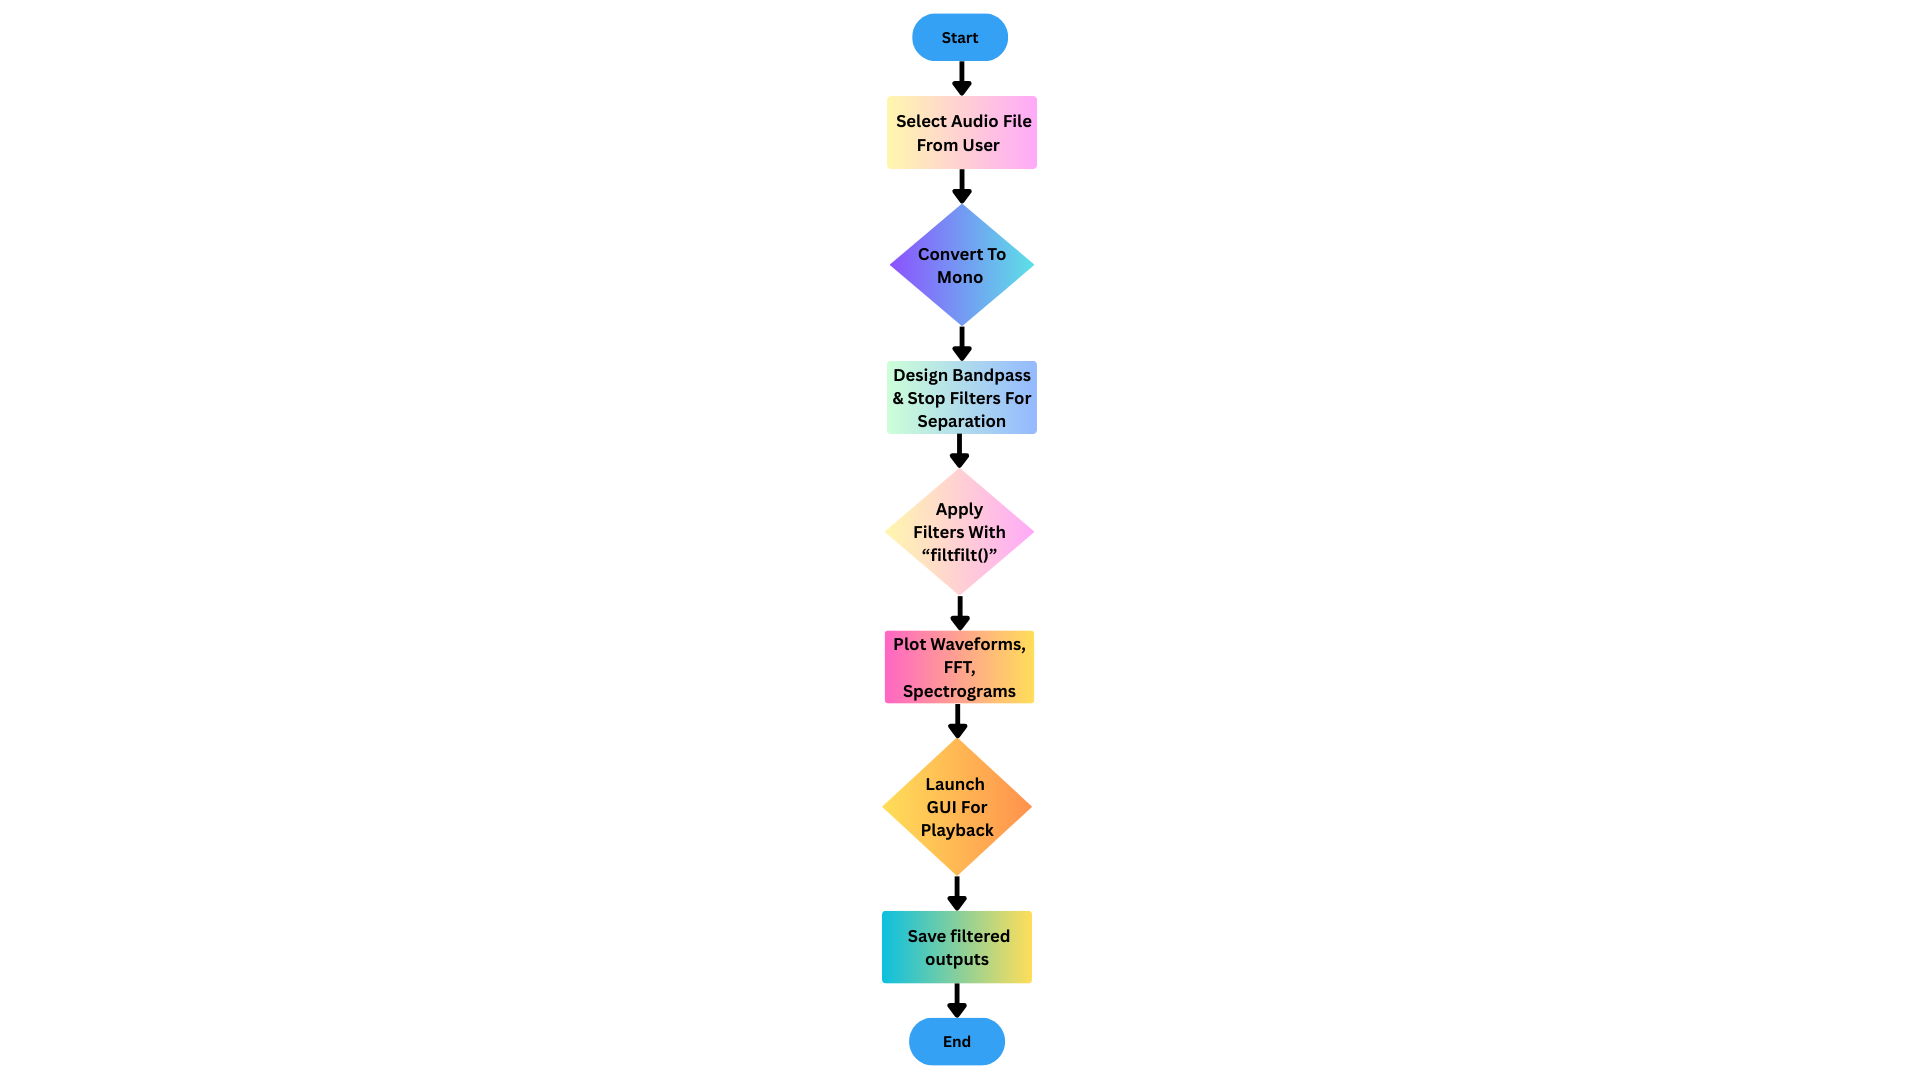 Start
Select Audio File
From User
Convert To
Mono
Design Bandpass
& Stop Filters For
Separation
Apply
Filters With
“filtfilt()”
Plot Waveforms,
FFT,
Spectrograms
Launch
GUI For
Playback
Save filtered
outputs
End